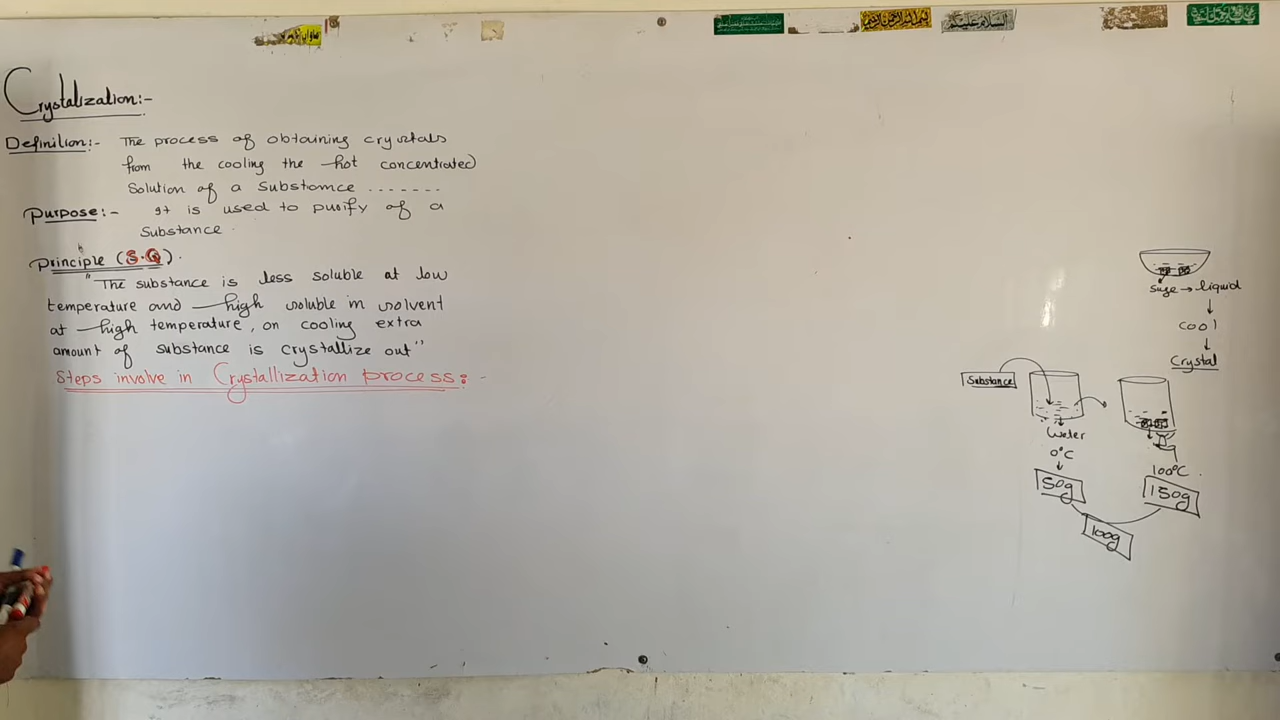 السلام علیکم
Crystalization:-
Definition:- The process of obtaining crystals
from the cooling the hot concentrated
Solution of a Substance .......
Purpose:- It is used to purify of a
Substance.
Principle (S.Q).
"The substance is less soluble at low
temperature and high soluble in solvent
at high temperature, on cooling extra
amount of substance is crystallize out"
Steps involve in Crystallization process:-
liquid
cool
Crystal
Substance
Water
0°C
50g
100°C
150g
100g